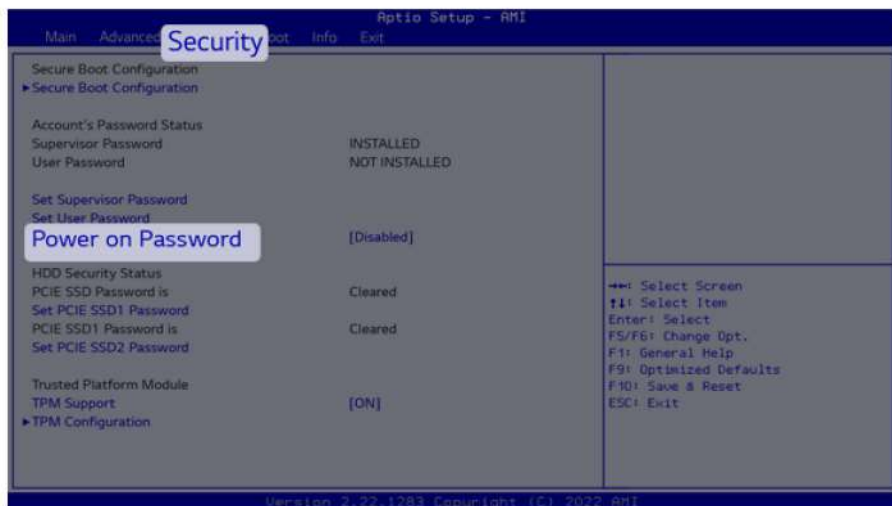 Aptio Setup - AMI
Main Advanced Security Boot Info Exit
Secure Boot Configuration
►Secure Boot Configuration
Account's Password Status
Supervisor Password INSTALLED
User Password NOT INSTALLED
Set Supervisor Password
Set User Password
Power on Password [Disabled]
HDD Security Status
PCIE SSD Password is Cleared
Set PCIE SSD1 Password
PCIE SSD1 Password is Cleared
Set PCIE SSD2 Password
Trusted Platform Module
TPM Support [ON]
►TPM Configuration
→←: Select Screen
↑↓: Select Item
Enter: Select
F5/F6: Change Opt.
F1: General Help
F9: Optimized Defaults
F10: Save & Reset
ESC: Exit
Version 2.22.1283 Copyright (C) 2022 AMI